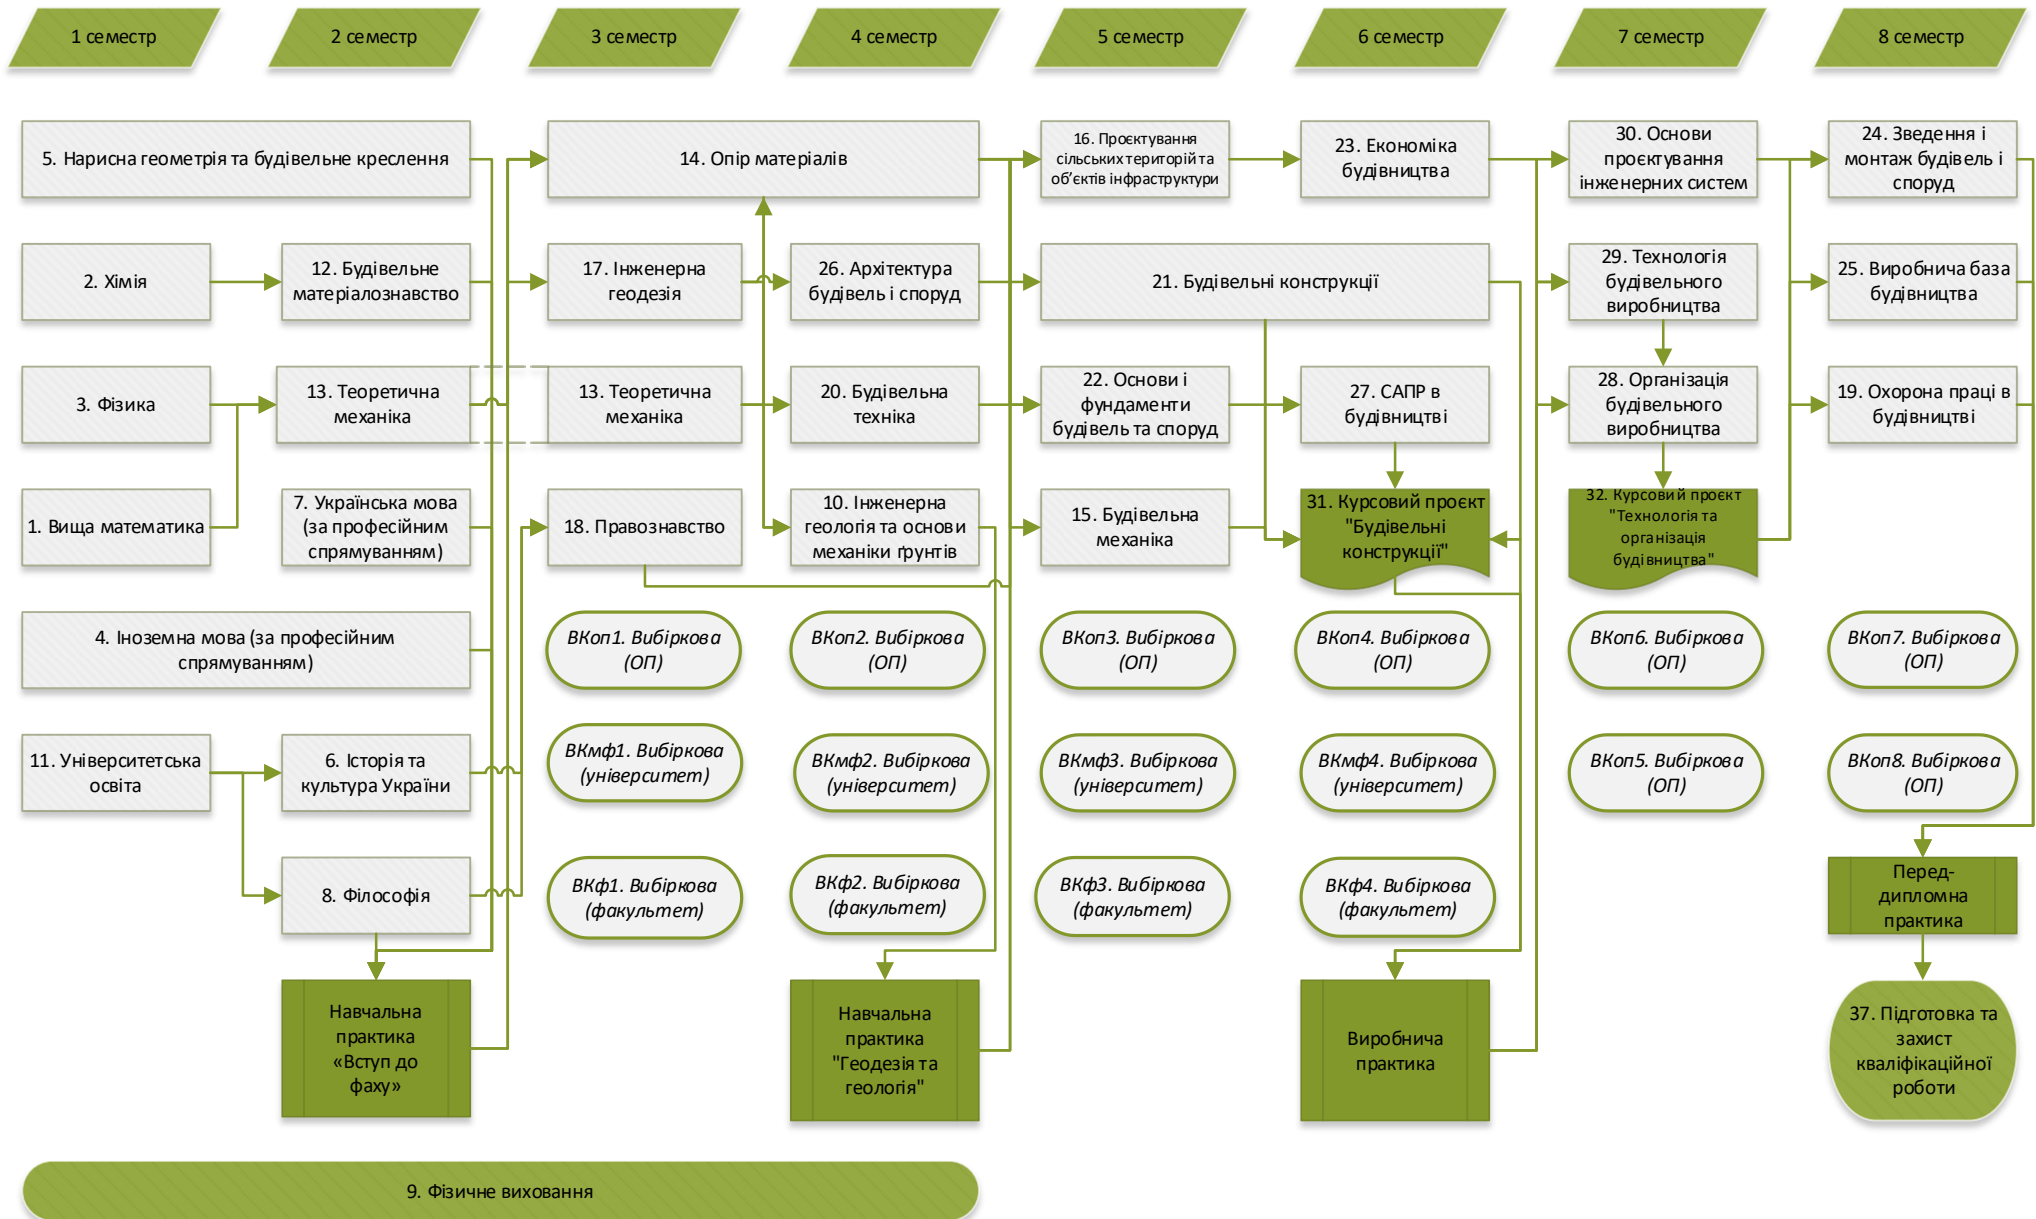 1 семестр
2 семестр
3 семестр
4 семестр
5 семестр
6 семестр
7 семестр
8 семестр
5. Нарисна геометрія та будівельне креслення
14. Опір матеріалів
16. Проєктування
сільських територій та
об’єктів інфраструктури
23. Економіка
будівництва
30. Основи
проєктування
інженерних систем
24. Зведення і
монтаж будівель і
споруд
2. Хімія
12. Будівельне
матеріалознавство
17. Інженерна
геодезія
26. Архітектура
будівель і споруд
21. Будівельні конструкції
29. Технологія
будівельного
виробництва
25. Виробнича база
будівництва
3. Фізика
13. Теоретична
механіка
13. Теоретична
механіка
20. Будівельна
техніка
22. Основи і
фундаменти
будівель та споруд
27. САПР в
будівництві
28. Організація
будівельного
виробництва
19. Охорона праці в
будівництві
1. Вища математика
7. Українська мова
(за професійним
спрямуванням)
18. Правознавство
10. Інженерна
геологія та основи
механіки ґрунтів
15. Будівельна
механіка
31. Курсовий проєкт
"Будівельні
конструкції"
32. Курсовий проєкт
"Технологія та
організація
будівництва"
4. Іноземна мова (за професійним
спрямуванням)
ВКоп1. Вибіркова
(ОП)
ВКоп2. Вибіркова
(ОП)
ВКоп3. Вибіркова
(ОП)
ВКоп4. Вибіркова
(ОП)
ВКоп6. Вибіркова
(ОП)
ВКоп7. Вибіркова
(ОП)
11. Університетська
освіта
6. Історія та
культура України
ВКмф1. Вибіркова
(університет)
ВКмф2. Вибіркова
(університет)
ВКмф3. Вибіркова
(університет)
ВКмф4. Вибіркова
(університет)
ВКоп5. Вибіркова
(ОП)
ВКоп8. Вибіркова
(ОП)
8. Філософія
ВКф1. Вибіркова
(факультет)
ВКф2. Вибіркова
(факультет)
ВКф3. Вибіркова
(факультет)
ВКф4. Вибіркова
(факультет)
Перед-
дипломна
практика
Навчальна
практика
«Вступ до
фаху»
Навчальна
практика
"Геодезія та
геологія"
Виробнича
практика
37. Підготовка та
захист
кваліфікаційної
роботи
9. Фізичне виховання